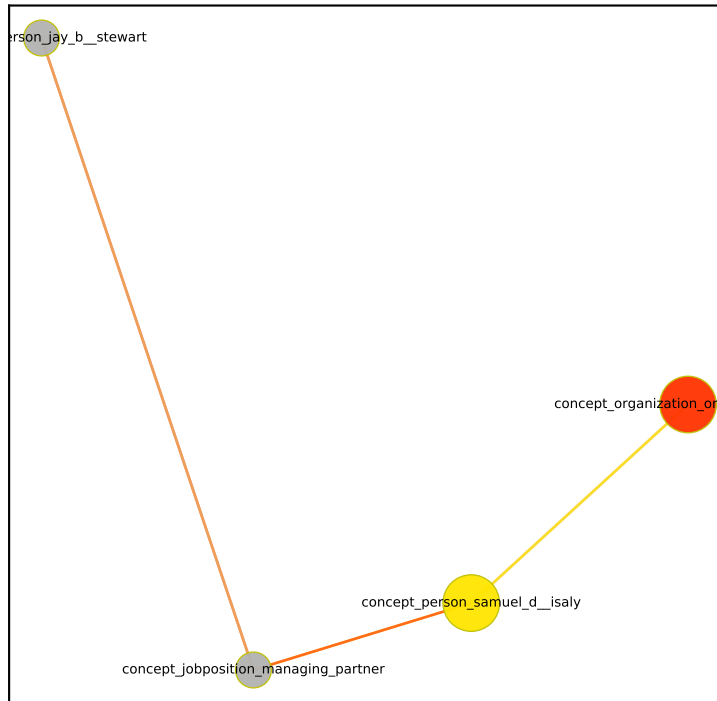 erson_jay_b__stewart
concept_organization_or
concept_person_samuel_d__isaly
concept_jobposition_managing_partner